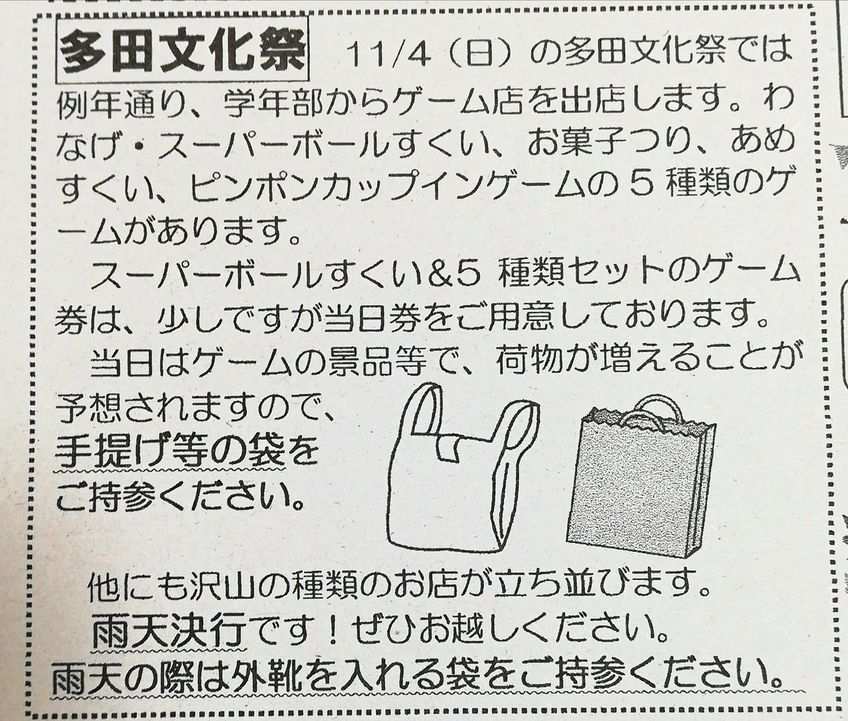 多田文化祭 11/4（日）の多田文化祭では
例年通り、学年部からゲーム店を出店します。わ
なげ・スーパーボールすくい、お菓子つり、あめ
すくい、ピンポンカップインゲームの5種類のゲ
ームがあります。
スーパーボールすくい&5種類セットのゲーム
券は、少しですが当日券をご用意しております。
当日はゲームの景品等で、荷物が増えることが
予想されますので、
手提げ等の袋を
ご持参ください。
他にも沢山の種類のお店が立ち並びます。
雨天決行です！ぜひお越しください。
雨天の際は外靴を入れる袋をご持参ください。